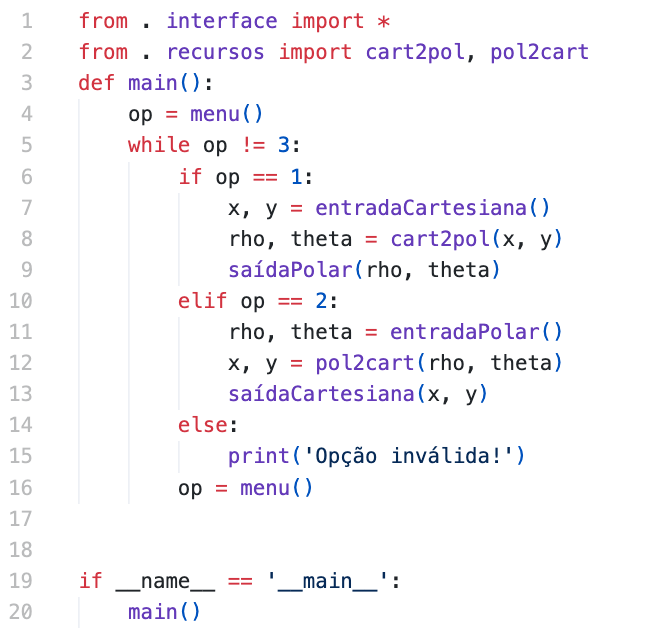 1 from . interface import *
2 from . recursos import cart2pol, pol2cart
3 def main():
4     op = menu()
5     while op != 3:
6         if op == 1:
7             x, y = entradaCartesiana()
8             rho, theta = cart2pol(x, y)
9             saídaPolar(rho, theta)
10         elif op == 2:
11             rho, theta = entradaPolar()
12             x, y = pol2cart(rho, theta)
13             saídaCartesiana(x, y)
14         else:
15             print('Opção inválida!')
16         op = menu()
17
18
19 if __name__ == '__main__':
20     main()